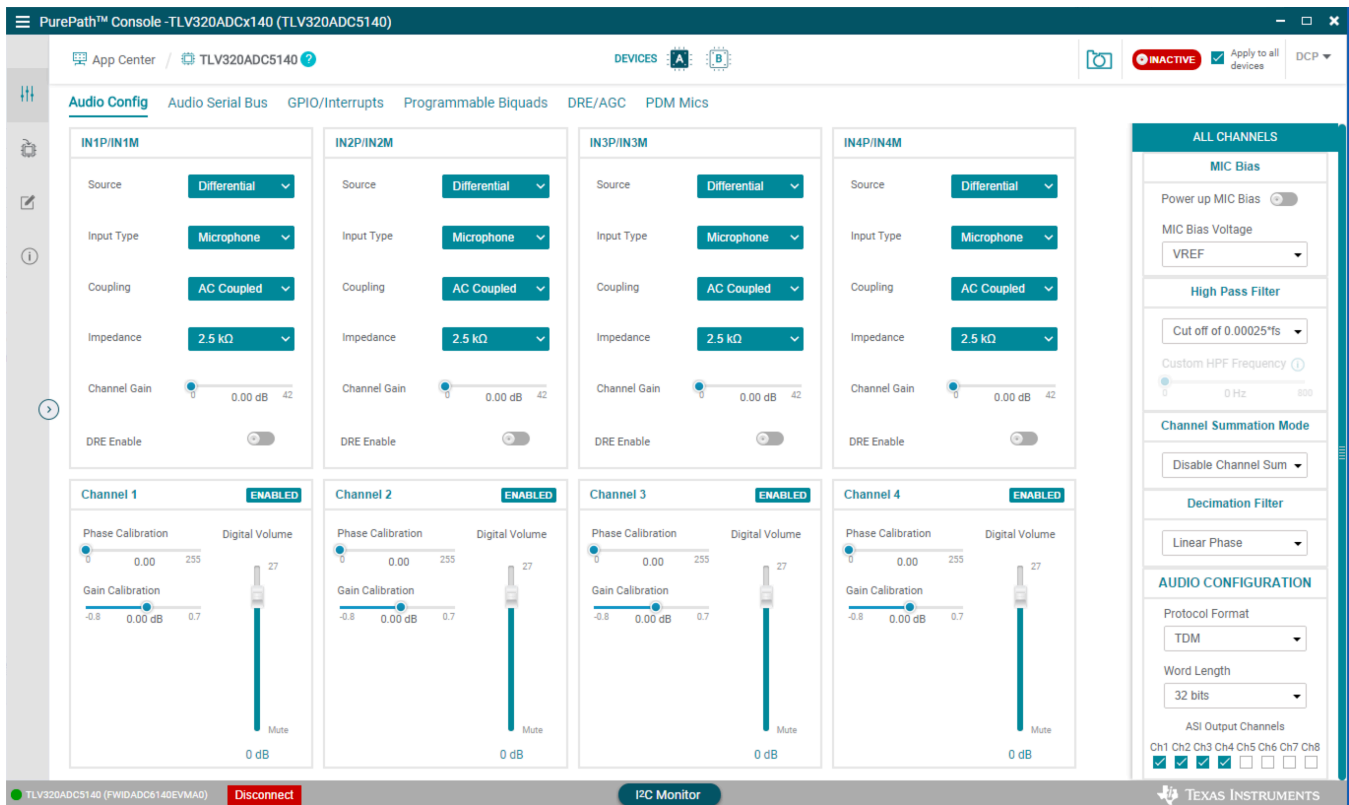 PurePath™ Console -TLV320ADCx140 (TLV320ADC5140)
App Center / TLV320ADC5140 ?
DEVICES A B
INACTIVE
Apply to all
devices
DCP
Audio Config Audio Serial Bus GPIO/Interrupts Programmable Biquads DRE/AGC PDM Mics
IN1P/IN1M
Source Differential
Input Type Microphone
Coupling AC Coupled
Impedance 2.5 kΩ
Channel Gain
0 0.00 dB 42
DRE Enable
IN2P/IN2M
Source Differential
Input Type Microphone
Coupling AC Coupled
Impedance 2.5 kΩ
Channel Gain
0 0.00 dB 42
DRE Enable
IN3P/IN3M
Source Differential
Input Type Microphone
Coupling AC Coupled
Impedance 2.5 kΩ
Channel Gain
0 0.00 dB 42
DRE Enable
IN4P/IN4M
Source Differential
Input Type Microphone
Coupling AC Coupled
Impedance 2.5 kΩ
Channel Gain
0 0.00 dB 42
DRE Enable
Channel 1 ENABLED
Phase Calibration Digital Volume
0 0.00 255
27
Gain Calibration
-0.8 0.00 dB 0.7
Mute
0 dB
Channel 2 ENABLED
Phase Calibration Digital Volume
0 0.00 255
27
Gain Calibration
-0.8 0.00 dB 0.7
Mute
0 dB
Channel 3 ENABLED
Phase Calibration Digital Volume
0 0.00 255
27
Gain Calibration
-0.8 0.00 dB 0.7
Mute
0 dB
Channel 4 ENABLED
Phase Calibration Digital Volume
0 0.00 255
27
Gain Calibration
-0.8 0.00 dB 0.7
Mute
0 dB
ALL CHANNELS
MIC Bias
Power up MIC Bias
MIC Bias Voltage
VREF
High Pass Filter
Cut off of 0.00025*fs
Custom HPF Frequency i
0 0 Hz 800
Channel Summation Mode
Disable Channel Sum
Decimation Filter
Linear Phase
AUDIO CONFIGURATION
Protocol Format
TDM
Word Length
32 bits
ASI Output Channels
Ch1 Ch2 Ch3 Ch4 Ch5 Ch6 Ch7 Ch8
TLV320ADC5140 (FWIDADC6140EVMA0) Disconnect
I²C Monitor
TEXAS INSTRUMENTS